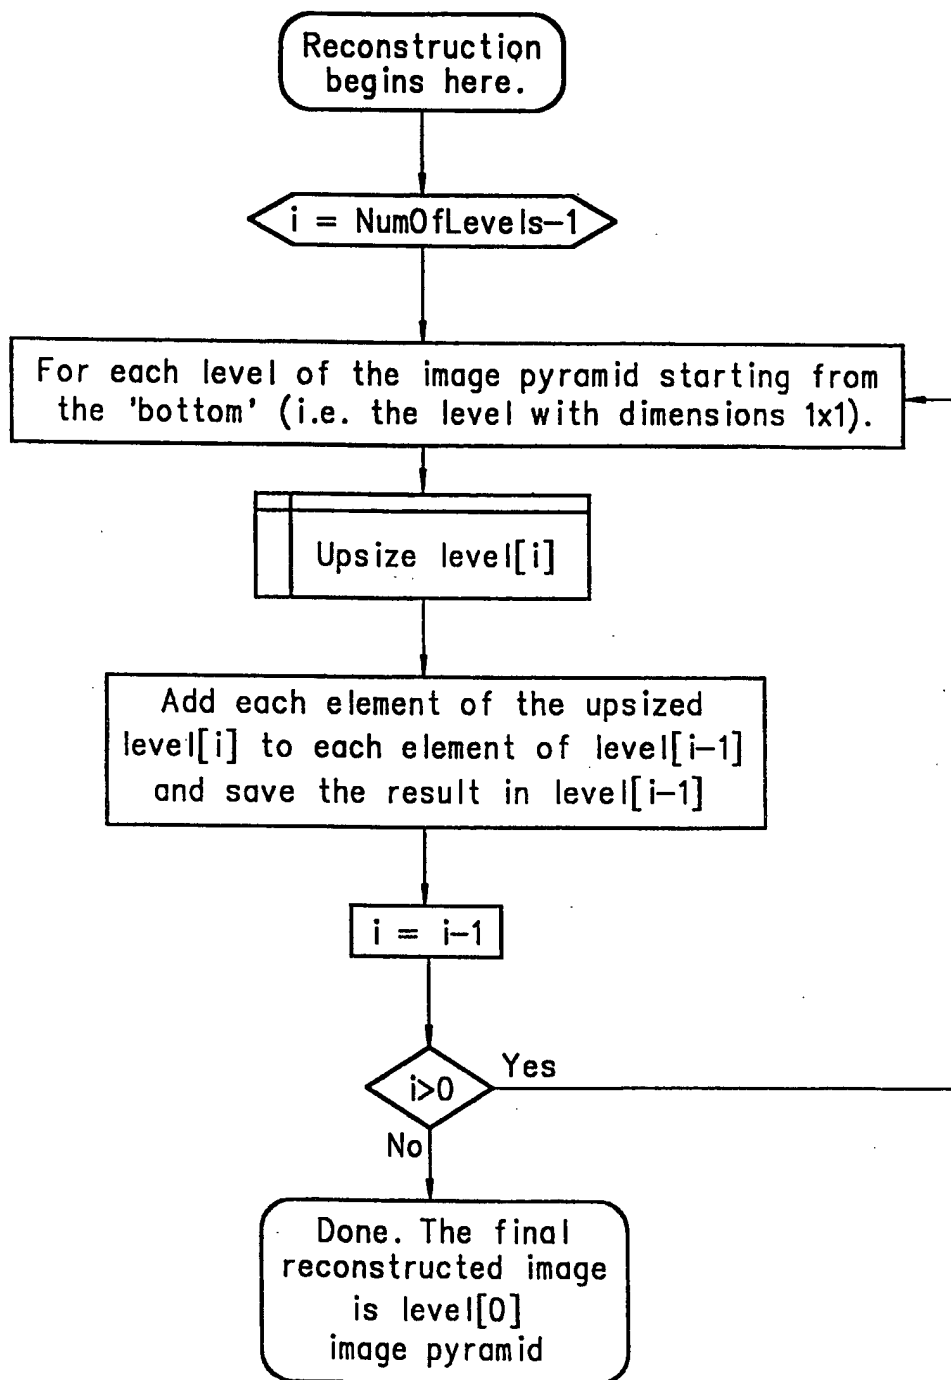 Reconstruction
begins here.
i = NumOfLevels-1
For each level of the image pyramid starting from
the 'bottom' (i.e. the level with dimensions 1x1).
Upsize level[i]
Add each element of the upsized
level[i] to each element of level[i-1]
and save the result in level[i-1]
i = i-1
i>0
Yes
No
Done. The final
reconstructed image
is level[0]
image pyramid